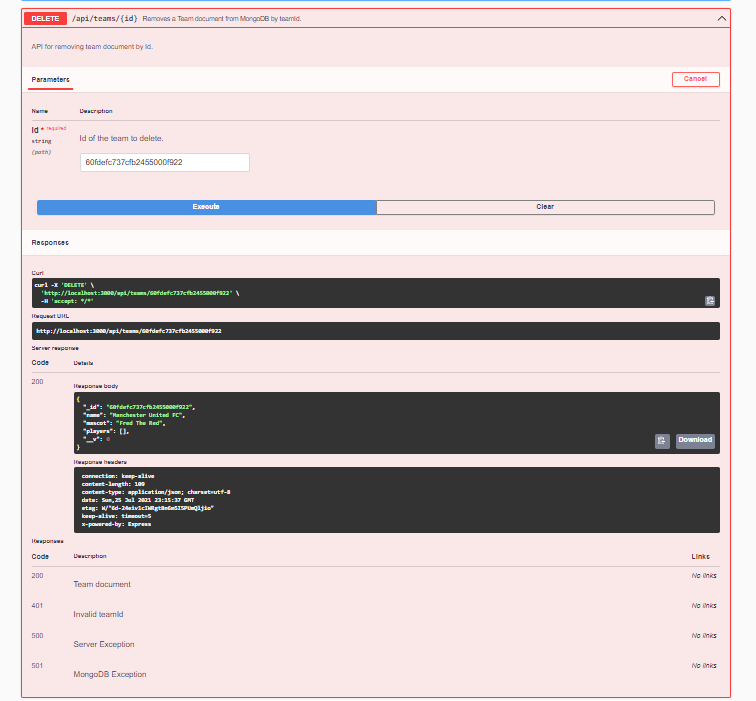 DELETE /api/teams/{id} Removes a Team document from MongoDB by teamId.
API for removing team document by Id.
Parameters
Cancel
Name Description
id * required
string
(path)
Id of the team to delete.
60fdefc737cfb2455000f922
Execute Clear
Responses
Curl
curl -X 'DELETE' \
'http://localhost:3000/api/teams/60fdefc737cfb2455000f922' \
-H 'accept: */*'
Request URL
http://localhost:3000/api/teams/60fdefc737cfb2455000f922
Server response
Code Details
200
Response body
{
"_id": "60fdefc737cfb2455000f922",
"name": "Manchester United FC",
"mascot": "Fred The Red",
"players": [],
"__v": 0
}
Download
Response headers
connection: keep-alive
content-length: 109
content-type: application/json; charset=utf-8
date: Sun,25 Jul 2021 23:15:37 GMT
keep-alive: timeout=5
x-powered-by: Express
Responses
Code Description Links
200 Team document No links
401 Invalid teamId No links
500 Server Exception No links
501 MongoDB Exception No links